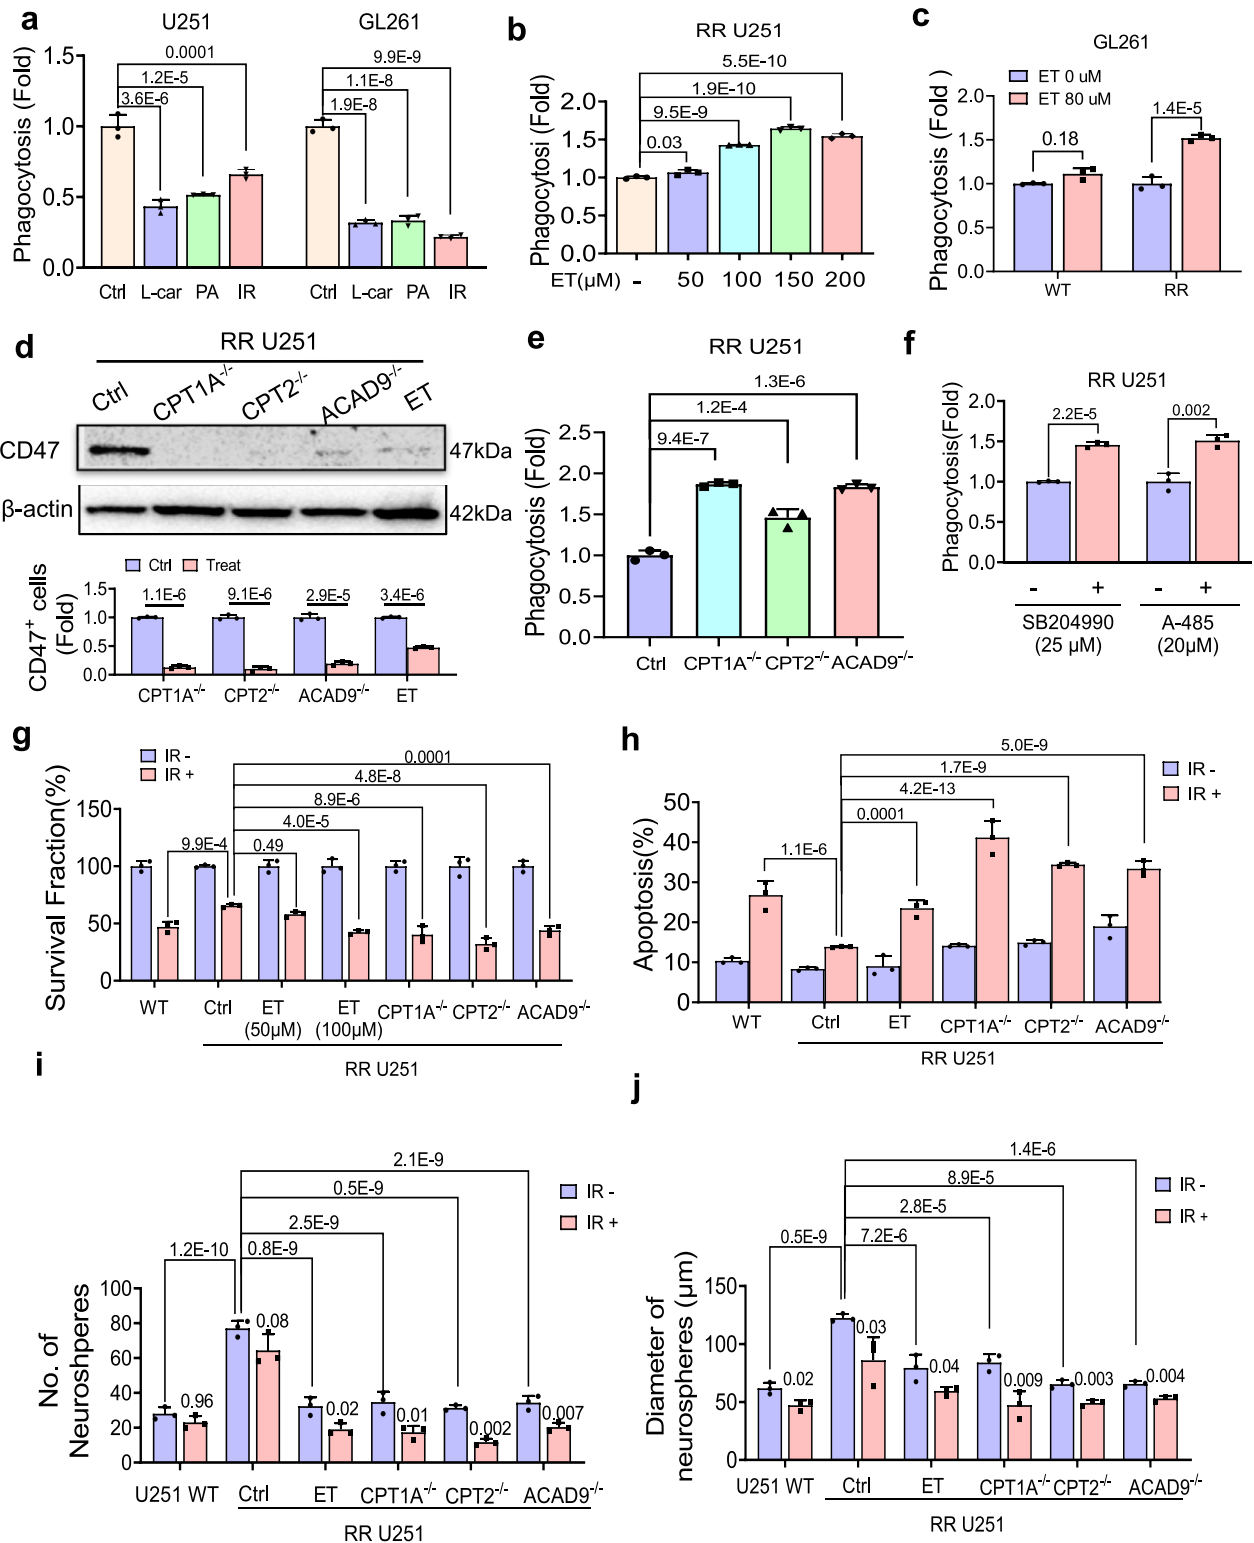 a
U251
GL261
Phagocytosis (Fold)
1.5
1.0
0.5
0.0
0.0001
1.2E-5
3.6E-6
9.9E-9
1.1E-8
1.9E-8
Ctrl L-car PA IR Ctrl L-car PA IR
b
RR U251
Phagocytosi (Fold)
2.0
1.5
1.0
0.5
0.0
5.5E-10
1.9E-10
9.5E-9
0.03
ET(µM) - 50 100 150 200
c
GL261
ET 0 uM
ET 80 uM
Phagocytosis (Fold )
2.0
1.5
1.0
0.5
0.0
0.18
1.4E-5
WT RR
d
RR U251
Ctrl CPT1A-/- CPT2-/- ACAD9-/- ET
CD47 47kDa
β-actin 42kDa
Ctrl Treat
CD47+ cells
(Fold)
1.5
1.0
0.5
0.0
1.1E-6 9.1E-6 2.9E-5 3.4E-6
CPT1A-/- CPT2-/- ACAD9-/- ET
e
RR U251
Phagocytosis (Fold)
2.5
2.0
1.5
1.0
0.5
0.0
1.3E-6
1.2E-4
9.4E-7
Ctrl CPT1A-/- CPT2-/- ACAD9-/-
f
RR U251
Phagocytosis(Fold)
2.0
1.5
1.0
0.5
0.0
2.2E-5 0.002
- + - +
SB204990 A-485
(25 µM) (20µM)
g
IR -
IR +
Survival Fraction(%)
150
100
50
0
0.0001
4.8E-8
8.9E-6
4.0E-5
9.9E-4 0.49
WT Ctrl ET ET CPT1A-/- CPT2-/- ACAD9-/-
(50µM) (100µM)
RR U251
h
IR -
IR +
Apoptosis(%)
50
40
30
20
10
0
5.0E-9
1.7E-9
4.2E-13
0.0001
1.1E-6
WT Ctrl ET CPT1A-/- CPT2-/- ACAD9-/-
RR U251
i
IR -
IR +
No. of
Neuroshperes
100
80
60
40
20
0
2.1E-9
0.5E-9
2.5E-9
1.2E-10 0.8E-9
0.96 0.08 0.02 0.01 0.002 0.007
U251 WT Ctrl ET CPT1A-/- CPT2-/- ACAD9-/-
RR U251
j
IR -
IR +
Diameter of
neurospheres (µm)
150
100
50
0
1.4E-6
8.9E-5
2.8E-5
0.5E-9 7.2E-6
0.02 0.03 0.04 0.009 0.003 0.004
U251 WT Ctrl ET CPT1A-/- CPT2-/- ACAD9-/-
RR U251